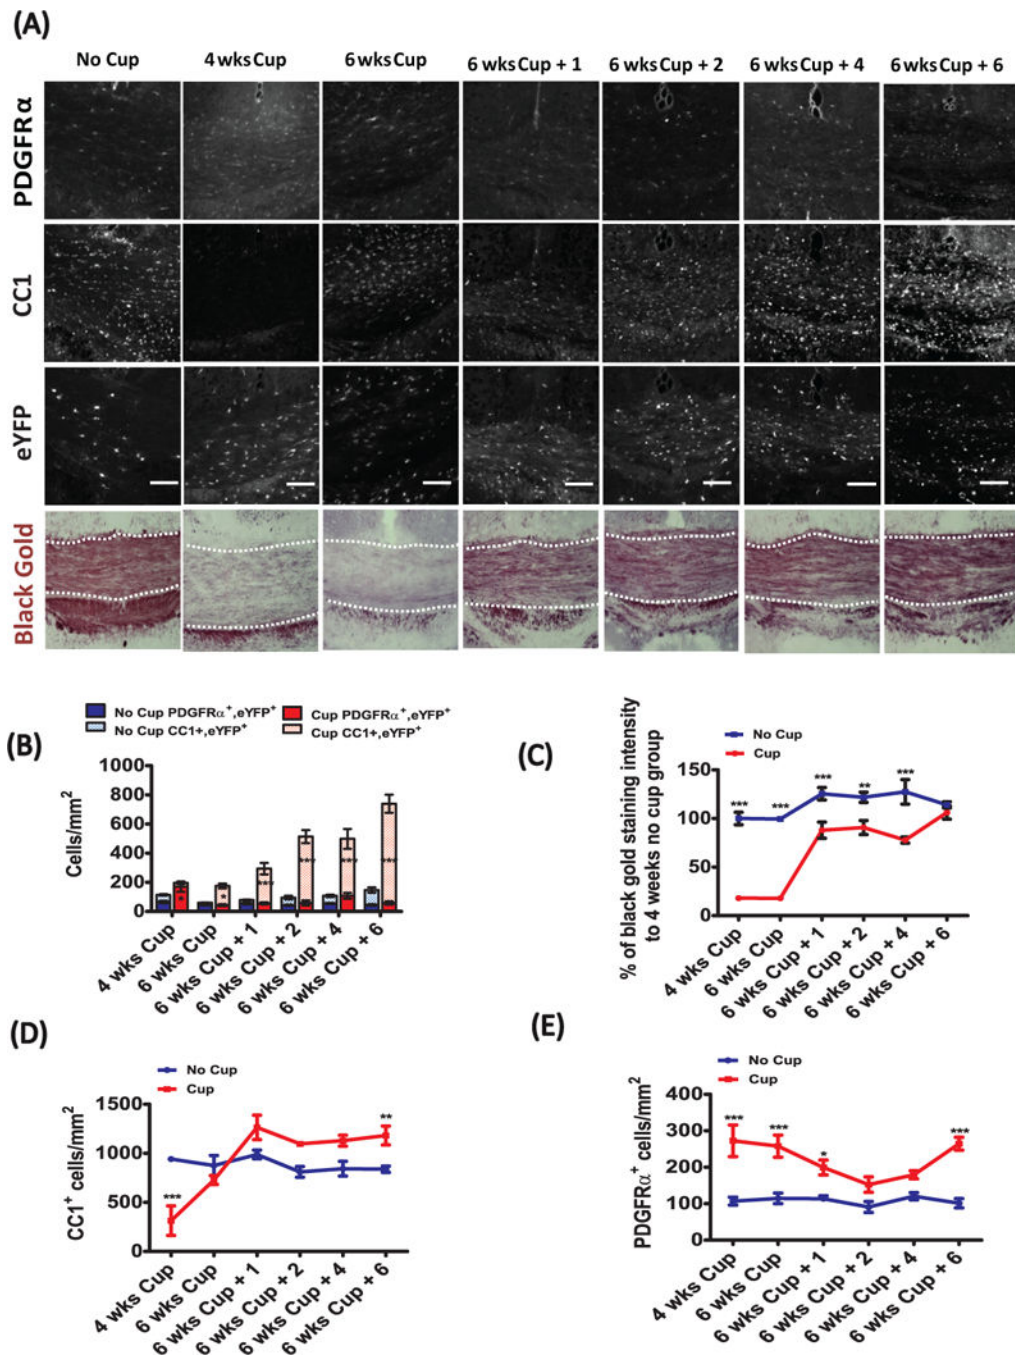 (A)
No Cup 4 wks Cup 6 wks Cup 6 wks Cup + 1 6 wks Cup + 2 6 wks Cup + 4 6 wks Cup + 6
PDGFRα
CC1
eYFP
Black Gold
(B)
No Cup PDGFRα+,eYFP+ Cup PDGFRα+,eYFP+
No Cup CC1+,eYFP+ Cup CC1+,eYFP+
Cells/mm²
1000
800
600
400
200
0
* * *** *** *** ***
4 wks Cup
6 wks Cup
6 wks Cup + 1
6 wks Cup + 2
6 wks Cup + 4
6 wks Cup + 6
(C)
No Cup
Cup
% of black gold staining intensity
to 4 weeks no cup group
150
100
50
0
*** *** *** ** ***
4 wks Cup
6 wks Cup
6 wks Cup + 1
6 wks Cup + 2
6 wks Cup + 4
6 wks Cup + 6
(D)
No Cup
Cup
CC1+ cells/mm²
1500
1000
500
0
*** **
4 wks Cup
6 wks Cup
6 wks Cup + 1
6 wks Cup + 2
6 wks Cup + 4
6 wks Cup + 6
(E)
No Cup
Cup
PDGFRα+ cells/mm²
400
300
200
100
0
*** *** * ***
4 wks Cup
6 wks Cup
6 wks Cup + 1
6 wks Cup + 2
6 wks Cup + 4
6 wks Cup + 6